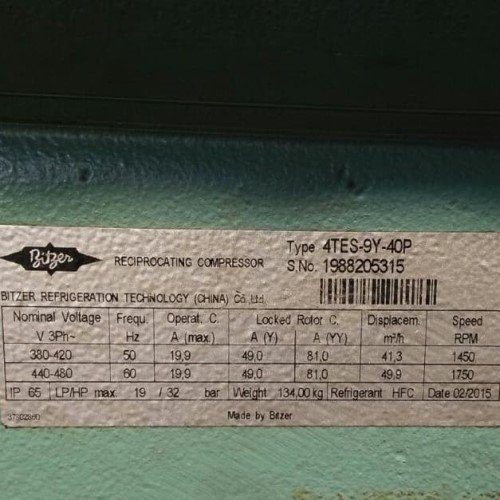 Bitzer
RECIPROCATING COMPRESSOR
Type 4TES-9Y-40P
S.No. 1988205315
BITZER REFRIGERATION TECHNOLOGY (CHINA) Co.,Ltd.
Nominal Voltage Frequ. Operat. C. Locked Rotor C. Displacem. Speed
V 3Ph~ Hz A (max.) A (Y) A (YY) m³/h RPM
380-420 50 19,9 49,0 81,0 41,3 1450
440-480 60 19,9 49,0 81,0 49,9 1750
IP 65 LP/HP max. 19 / 32 bar Weight 134,00kg Refrigerant HFC Date 02/2015
Made by Bitzer